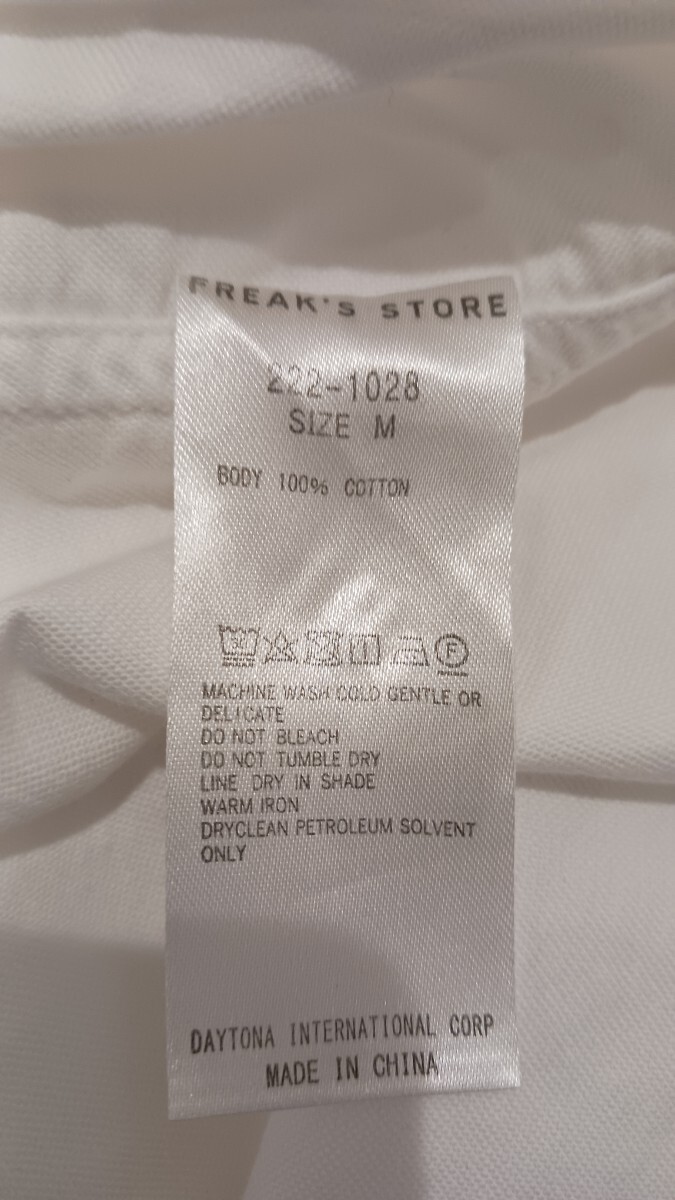 FREAK'S STORE
222-1028
SIZE M
BODY 100% COTTON
F
MACHINE WASH COLD GENTLE OR
DELICATE
DO NOT BLEACH
DO NOT TUMBLE DRY
LINE DRY IN SHADE
WARM IRON
DRYCLEAN PETROLEUM SOLVENT
ONLY
DAYTONA INTERNATIONAL CORP
MADE IN CHINA